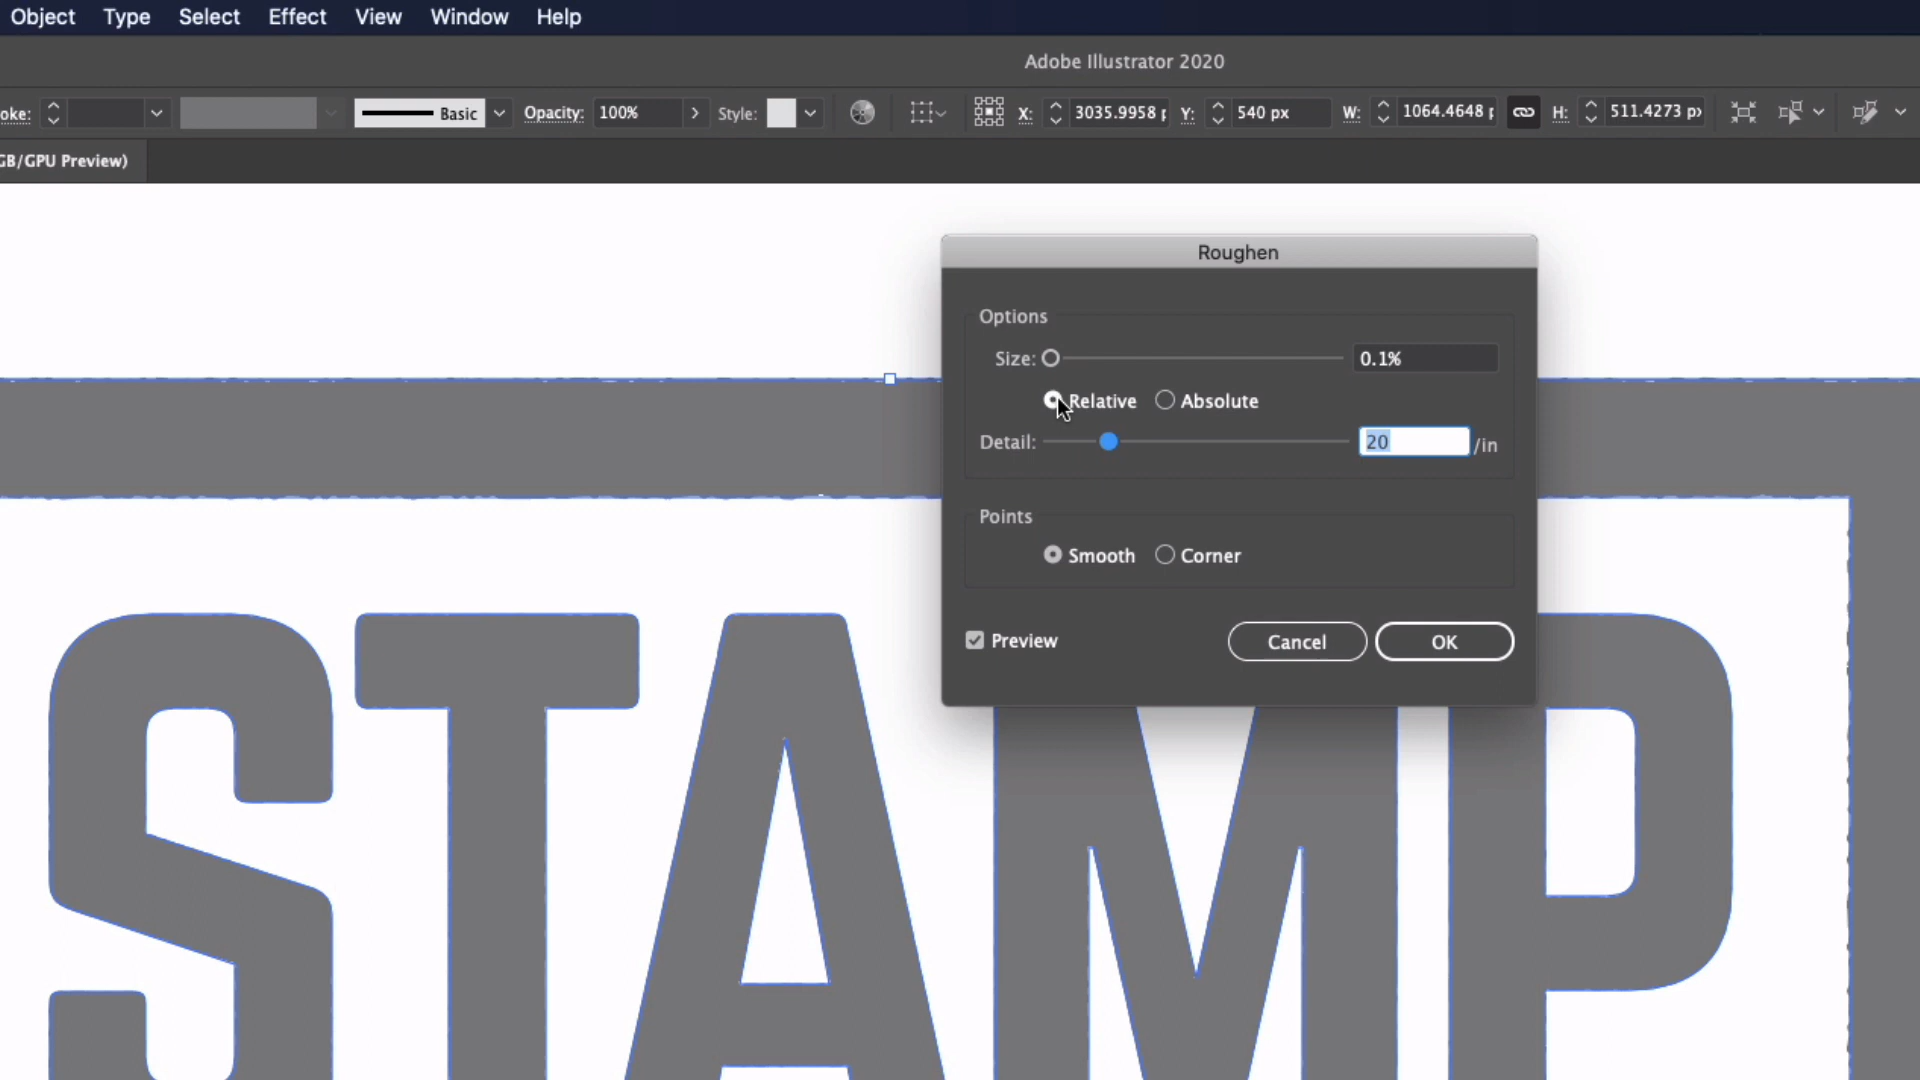 Object Type Select Effect View Window Help
Adobe Illustrator 2020
oke: Basic Opacity: 100% Style: X: 3035.9958 Y: 540 px W: 1064.4648 H: 511.4273 px
GB/GPU Preview)
Roughen
Options
Size: 0.1%
Relative Absolute
Detail: 20 /in
Points
Smooth Corner
Preview Cancel OK
STAMP